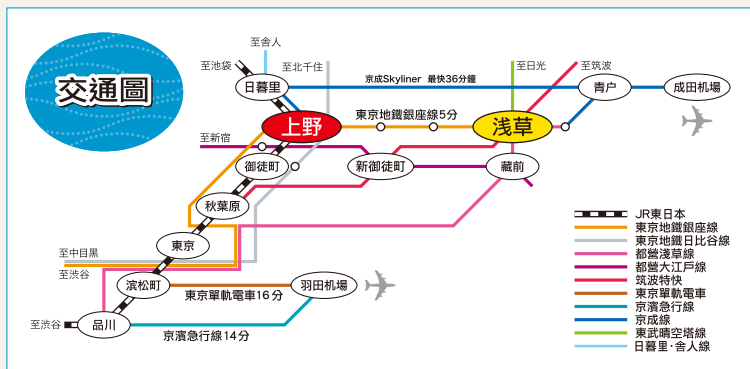 交通圖
至舎人
至池袋
至北千住
至日光
至筑波
京成Skyliner 最快36分鐘
日暮里
青户
成田机场
上野
東京地鐵銀座線5分
浅草
至新宿
御徒町
新御徒町
藏前
秋葉原
東京
至中目黒
至渋谷
滨松町
東京單軌電車16分
羽田机场
至渋谷
品川
京濱急行線14分
JR東日本
東京地鐵銀座線
東京地鐵日比谷線
都營淺草線
都營大江戶線
筑波特快
東京單軌電車
京濱急行線
京成線
東武晴空塔線
日暮里・舎人線